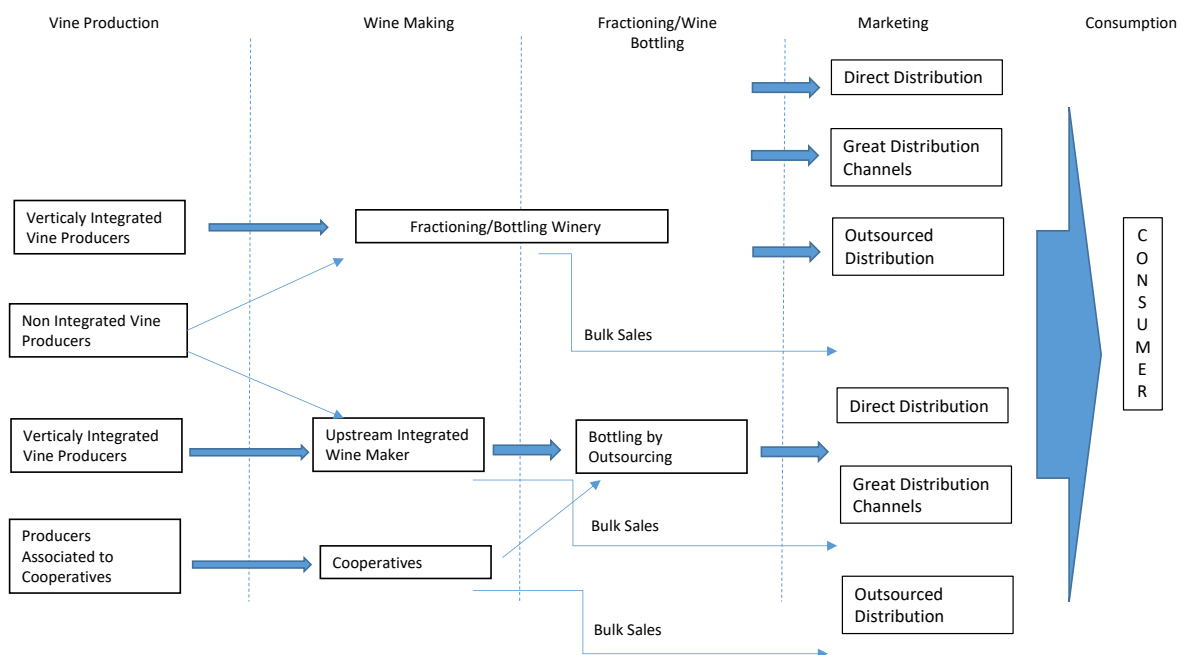 Vine Production
Wine Making
Fractioning/Wine
Bottling
Marketing
Consumption
Direct Distribution
Great Distribution
Channels
Verticaly Integrated
Vine Producers
Fractioning/Bottling Winery
Outsourced
Distribution
Non Integrated Vine
Producers
Bulk Sales
C
O
N
S
U
M
E
R
Direct Distribution
Verticaly Integrated
Vine Producers
Upstream Integrated
Wine Maker
Bottling by
Outsourcing
Great Distribution
Channels
Bulk Sales
Producers
Associated to
Cooperatives
Cooperatives
Outsourced
Distribution
Bulk Sales